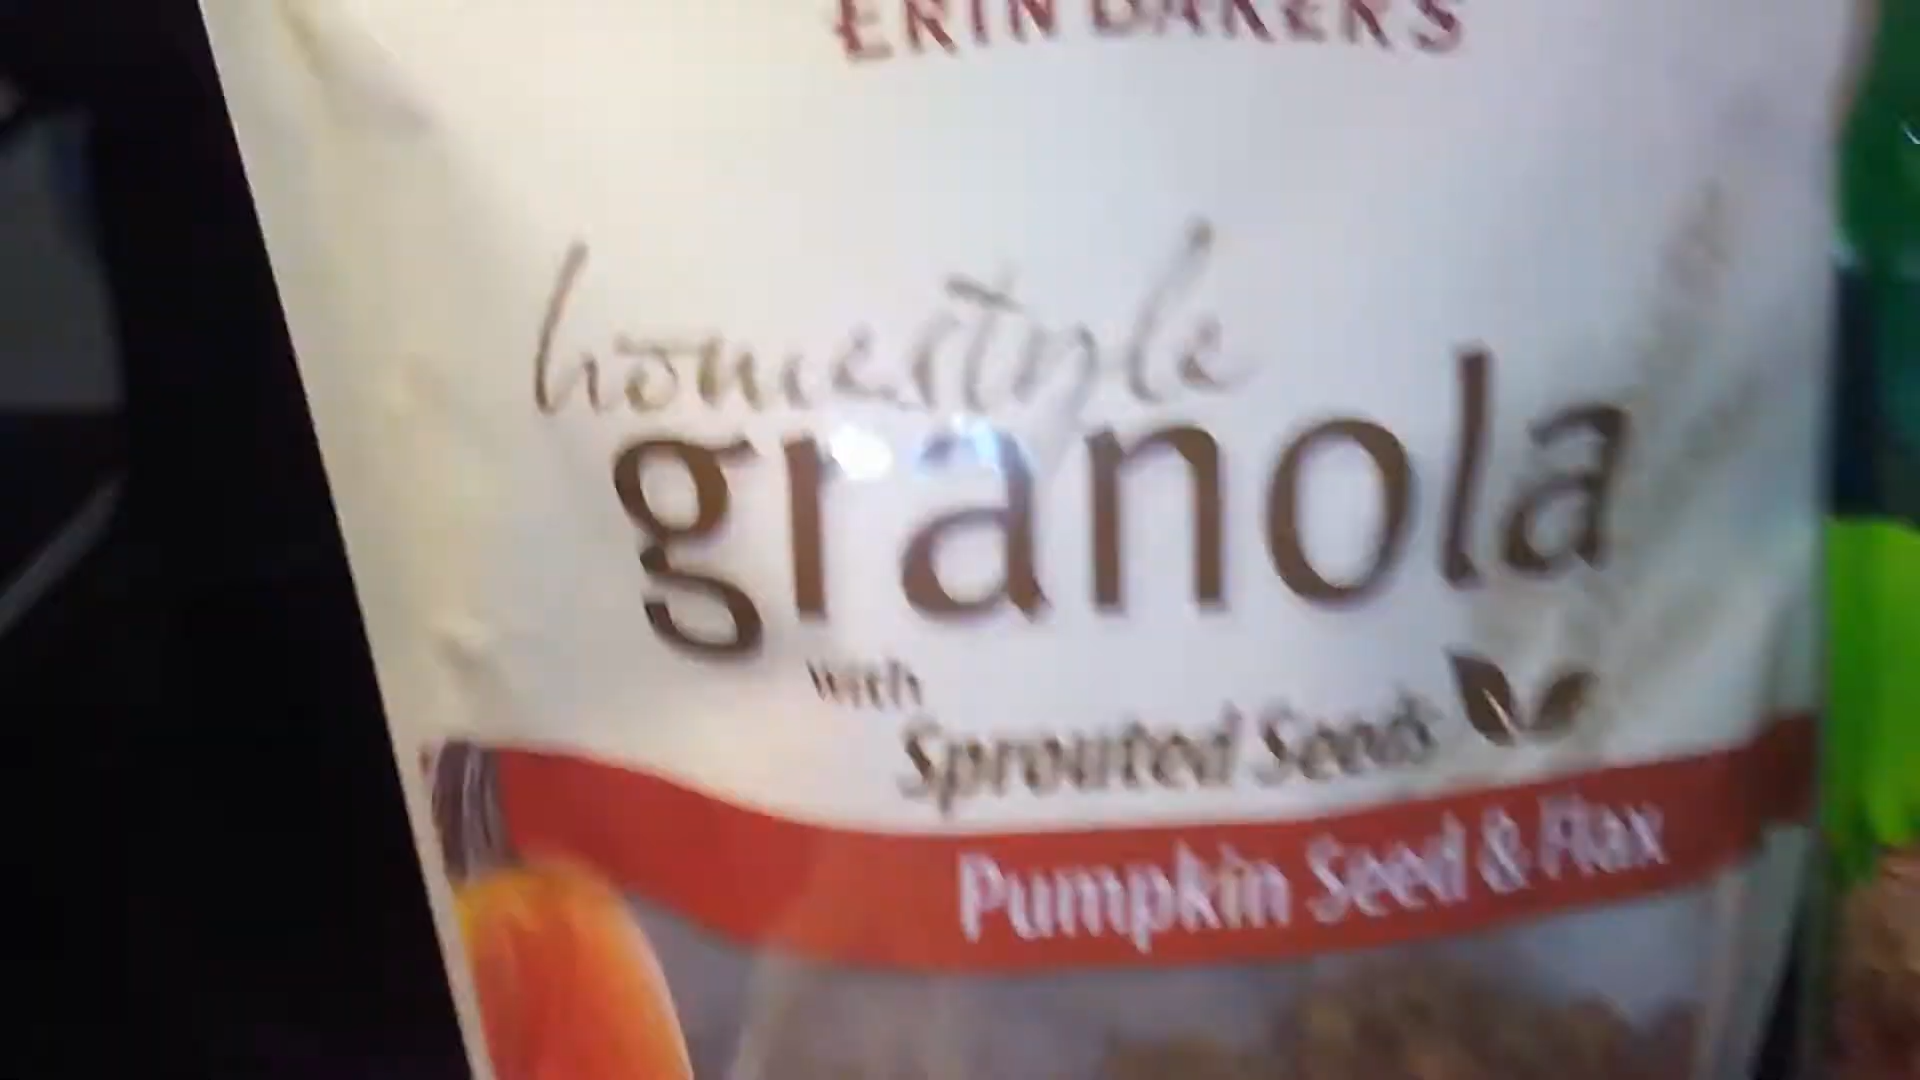 ERIN BAKER'S
homestyle
granola
with
Sprouted Seeds
Pumpkin Seed & Flax